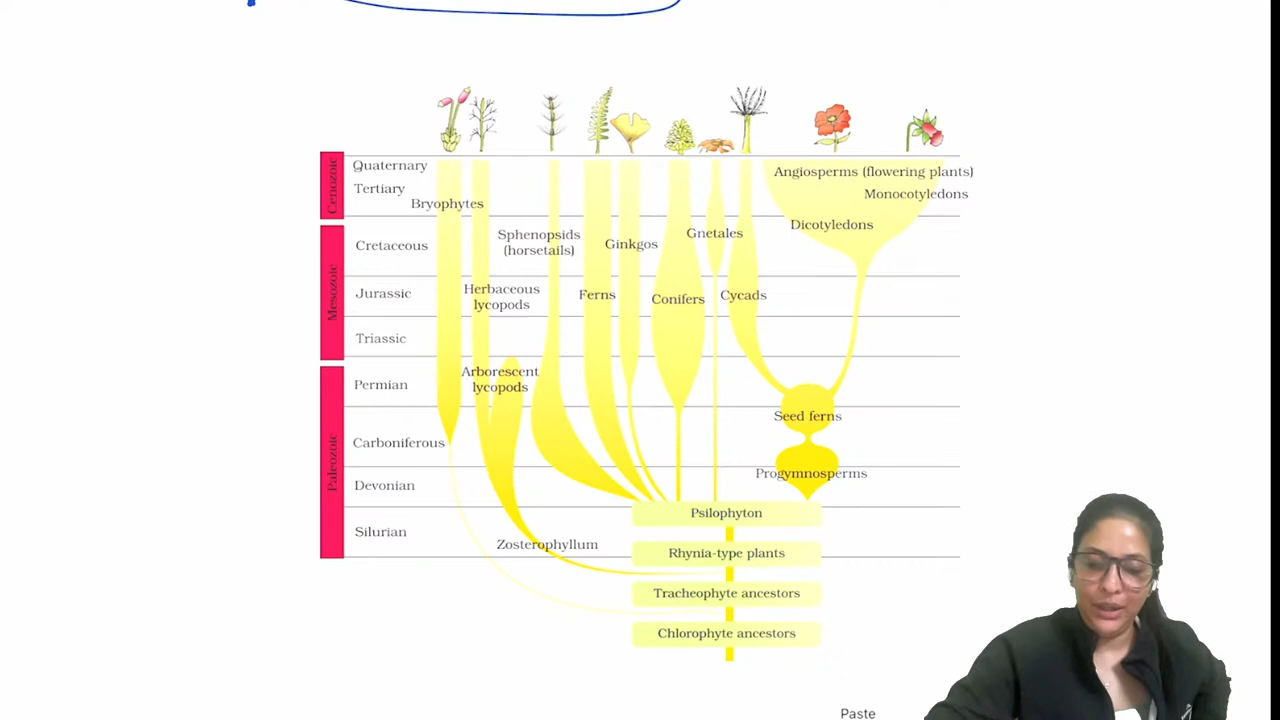 Cenozoic
Quaternary
Tertiary
Bryophytes
Angiosperms (flowering plants)
Monocotyledons
Dicotyledons
Mesozoic
Cretaceous
Sphenopsids
(horsetails)
Ginkgos
Gnetales
Jurassic
Herbaceous
lycopods
Ferns
Conifers
Cycads
Triassic
Paleozoic
Permian
Arborescent
lycopods
Seed ferns
Carboniferous
Progymnosperms
Devonian
Psilophyton
Silurian
Zosterophyllum
Rhynia-type plants
Tracheophyte ancestors
Chlorophyte ancestors
Paste